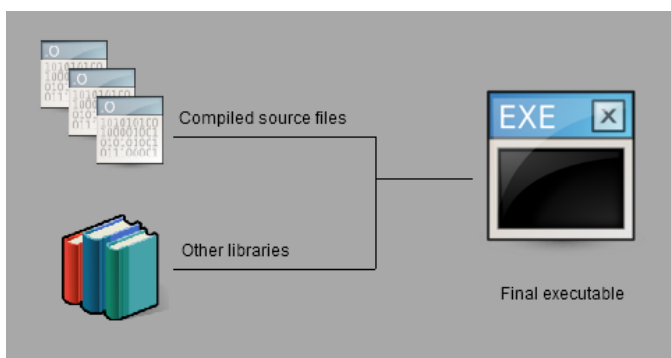 .O
.O
.O
Compiled source files
Other libraries
EXE
Final executable